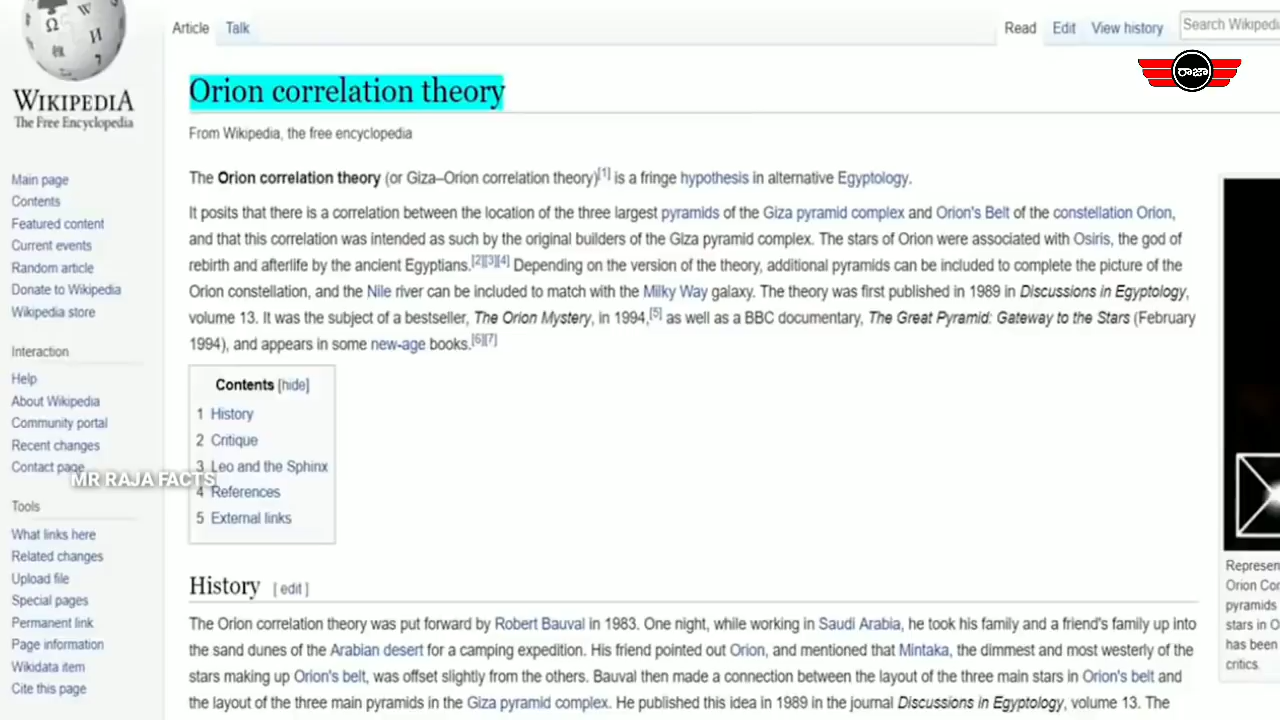 Article Talk Read Edit View history Search Wikipedi
రాజా
Ω W И
WIKIPEDIA
The Free Encyclopedia
Orion correlation theory
From Wikipedia, the free encyclopedia
The Orion correlation theory (or Giza–Orion correlation theory)[1] is a fringe hypothesis in alternative Egyptology.
It posits that there is a correlation between the location of the three largest pyramids of the Giza pyramid complex and Orion's Belt of the constellation Orion,
and that this correlation was intended as such by the original builders of the Giza pyramid complex. The stars of Orion were associated with Osiris, the god of
rebirth and afterlife by the ancient Egyptians.[2][3][4] Depending on the version of the theory, additional pyramids can be included to complete the picture of the
Orion constellation, and the Nile river can be included to match with the Milky Way galaxy. The theory was first published in 1989 in Discussions in Egyptology,
volume 13. It was the subject of a bestseller, The Orion Mystery, in 1994,[5] as well as a BBC documentary, The Great Pyramid: Gateway to the Stars (February
1994), and appears in some new-age books.[6][7]
Contents [hide]
1 History
2 Critique
3 Leo and the Sphinx
4 References
5 External links
History [ edit ]
The Orion correlation theory was put forward by Robert Bauval in 1983. One night, while working in Saudi Arabia, he took his family and a friend's family up into
the sand dunes of the Arabian desert for a camping expedition. His friend pointed out Orion, and mentioned that Mintaka, the dimmest and most westerly of the
stars making up Orion's belt, was offset slightly from the others. Bauval then made a connection between the layout of the three main stars in Orion's belt and
the layout of the three main pyramids in the Giza pyramid complex. He published this idea in 1989 in the journal Discussions in Egyptology, volume 13. The
Main page
Contents
Featured content
Current events
Random article
Donate to Wikipedia
Wikipedia store
Interaction
Help
About Wikipedia
Community portal
Recent changes
Contact page
MR RAJA FACTS
Tools
What links here
Related changes
Upload file
Special pages
Permanent link
Page information
Wikidata item
Cite this page
Represen
Orion Cor
pyramids
stars in O
has been
critics.